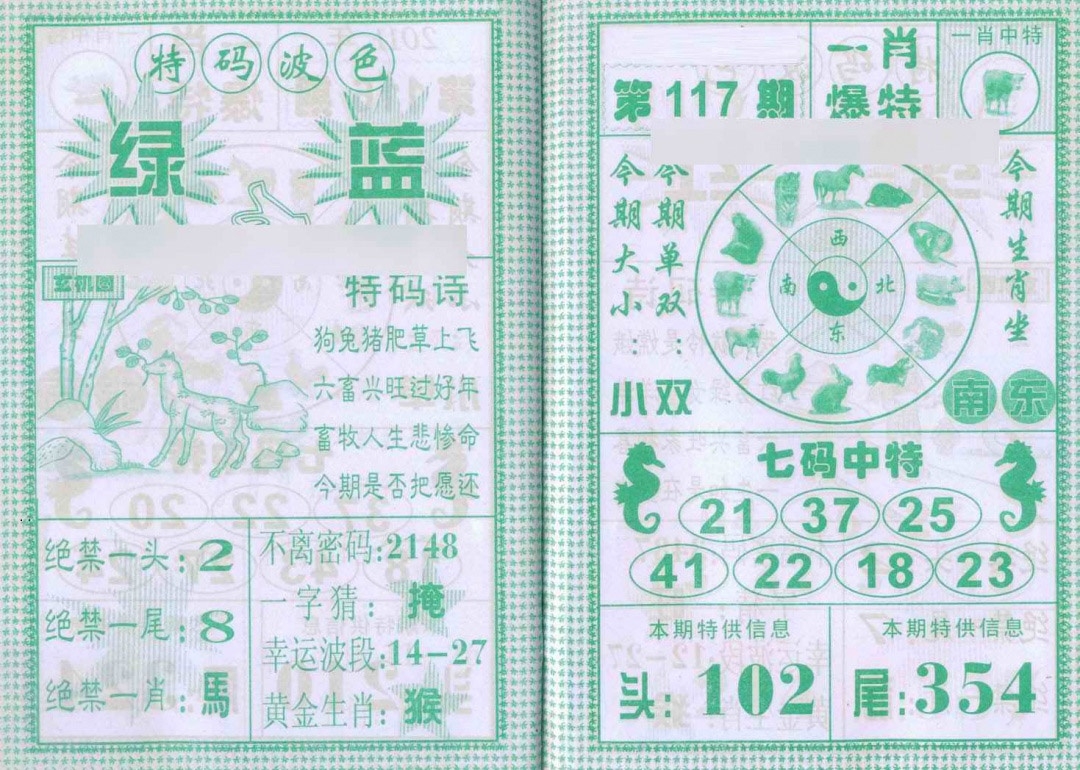 特码波色
绿 蓝
玄机图
特码诗
狗兔猪肥草上飞
六畜兴旺过好年
畜牧人生悲惨命
今期是否把愿还
绝禁一头:2
绝禁一尾:8
绝禁一肖:馬
不离密码:2148
一字猜:掩
幸运波段:14-27
黄金生肖:猴
第117期
一肖
爆特
一肖中特
今期大小:
小
今期单双:
双
西
南 北
东
今期生肖坐
南东
七码中特
21 37 25
41 22 18 23
本期特供信息
头:102
本期特供信息
尾:354